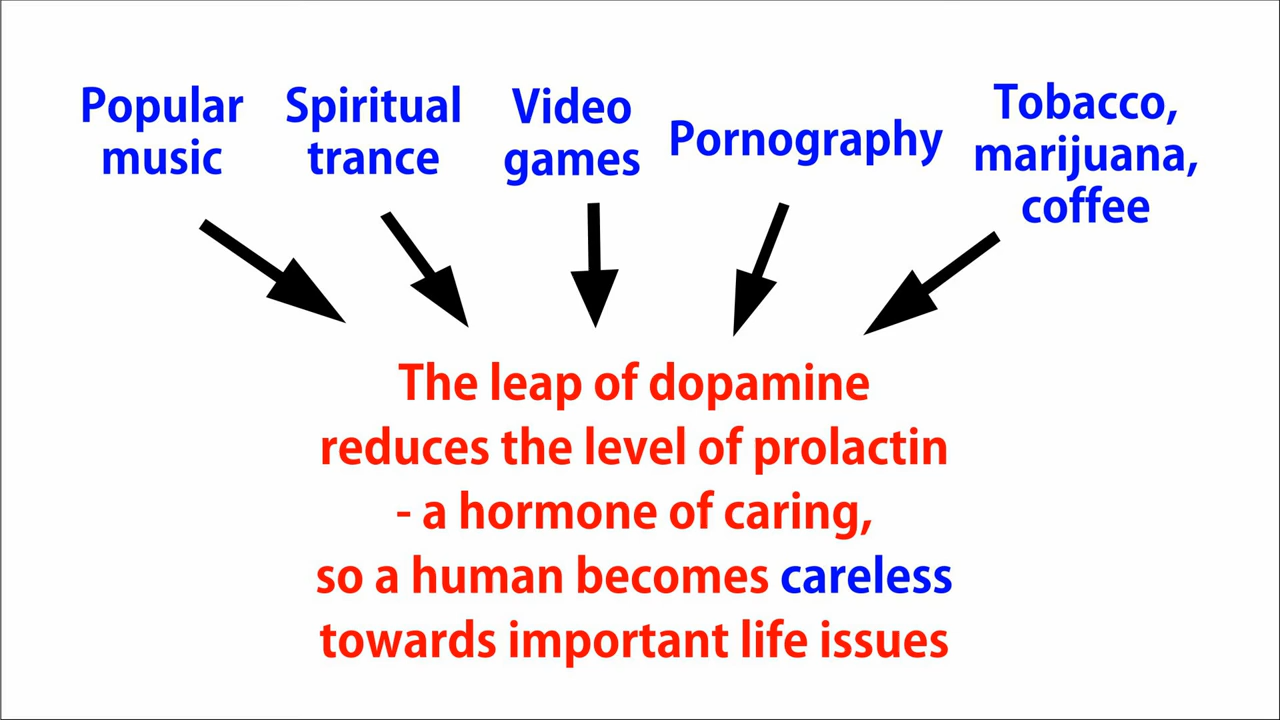 Popular
music
Spiritual
trance
Video
games
Pornography
Tobacco,
marijuana,
coffee
The leap of dopamine
reduces the level of prolactin
- a hormone of caring,
so a human becomes careless
towards important life issues